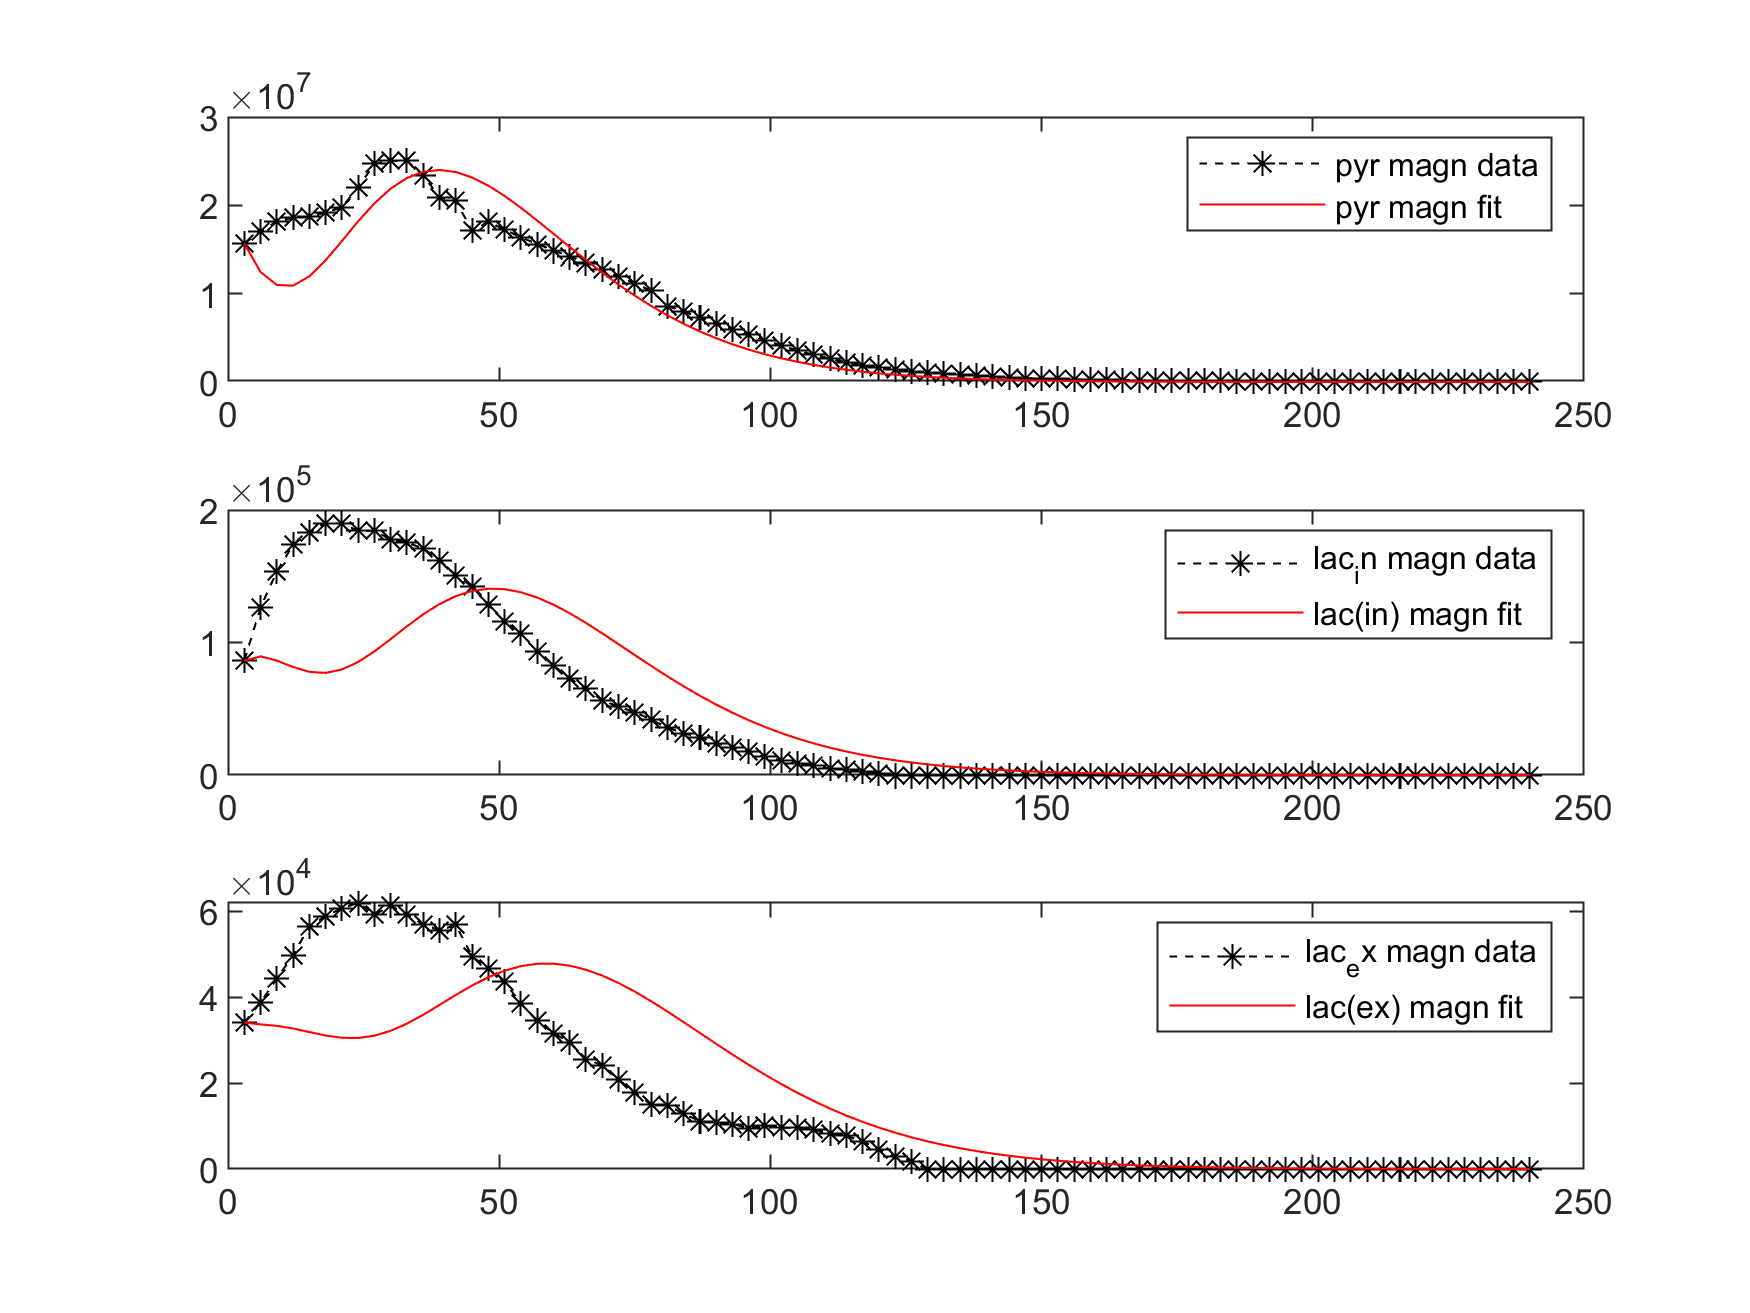 ×10^7
3
2
1
0
0 50 100 150 200 250
pyr magn data
pyr magn fit
×10^5
2
1
0
0 50 100 150 200 250
lac_in magn data
lac(in) magn fit
×10^4
6
4
2
0
0 50 100 150 200 250
lac_ex magn data
lac(ex) magn fit